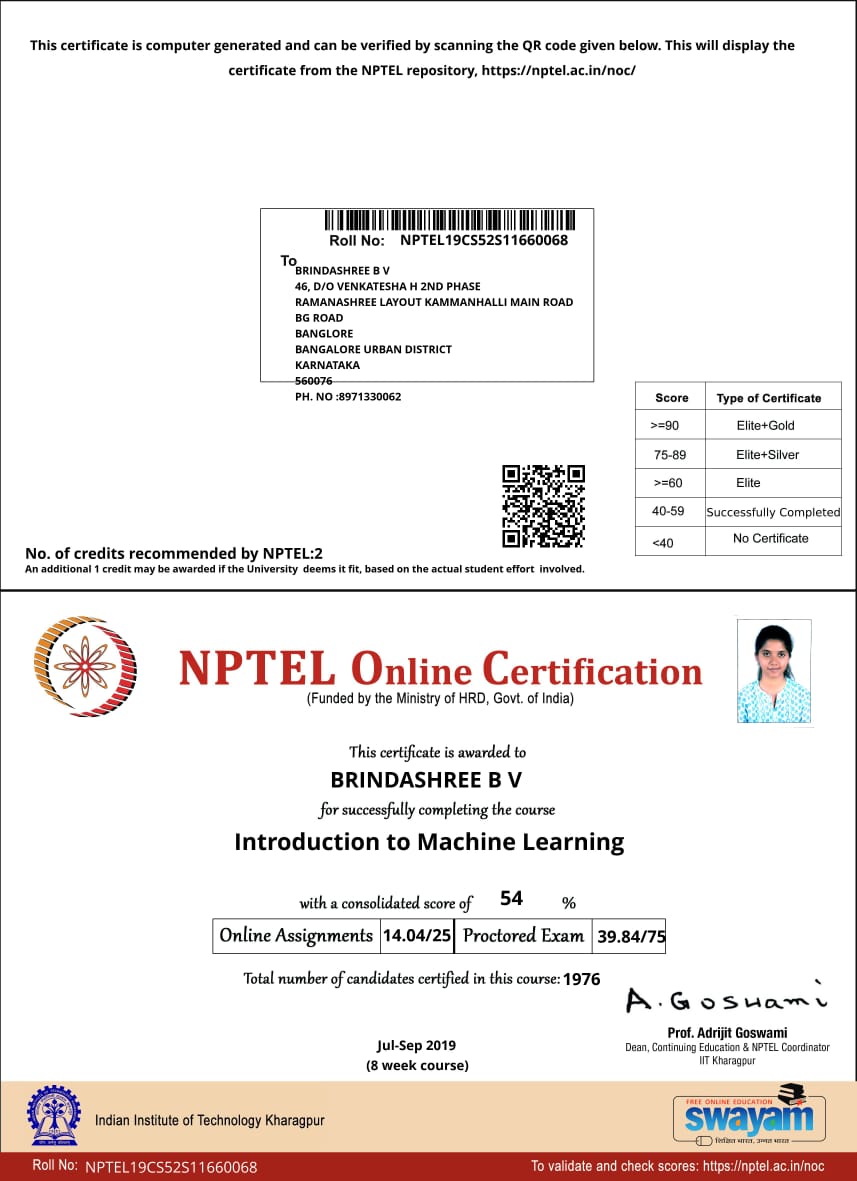 This certificate is computer generated and can be verified by scanning the QR code given below. This will display the
certificate from the NPTEL repository, https://nptel.ac.in/noc/
Roll No: NPTEL19CS52S11660068
To
BRINDASHREE B V
46, D/O VENKATESHA H 2ND PHASE
RAMANASHREE LAYOUT KAMMANHALLI MAIN ROAD
BG ROAD
BANGLORE
BANGALORE URBAN DISTRICT
KARNATAKA
560076
PH. NO :8971330062
Score Type of Certificate
>=90 Elite+Gold
75-89 Elite+Silver
>=60 Elite
40-59 Successfully Completed
<40 No Certificate
No. of credits recommended by NPTEL:2
An additional 1 credit may be awarded if the University deems it fit, based on the actual student effort involved.
NPTEL Online Certification
(Funded by the Ministry of HRD, Govt. of India)
This certificate is awarded to
BRINDASHREE B V
for successfully completing the course
Introduction to Machine Learning
with a consolidated score of 54 %
Online Assignments 14.04/25 Proctored Exam 39.84/75
Total number of candidates certified in this course: 1976
A. Goswami
Prof. Adrijit Goswami
Dean, Continuing Education & NPTEL Coordinator
IIT Kharagpur
Jul-Sep 2019
(8 week course)
Indian Institute of Technology Kharagpur
FREE ONLINE EDUCATION
swayam
शिक्षित भारत, उन्नत भारत
Roll No: NPTEL19CS52S11660068
To validate and check scores: https://nptel.ac.in/noc